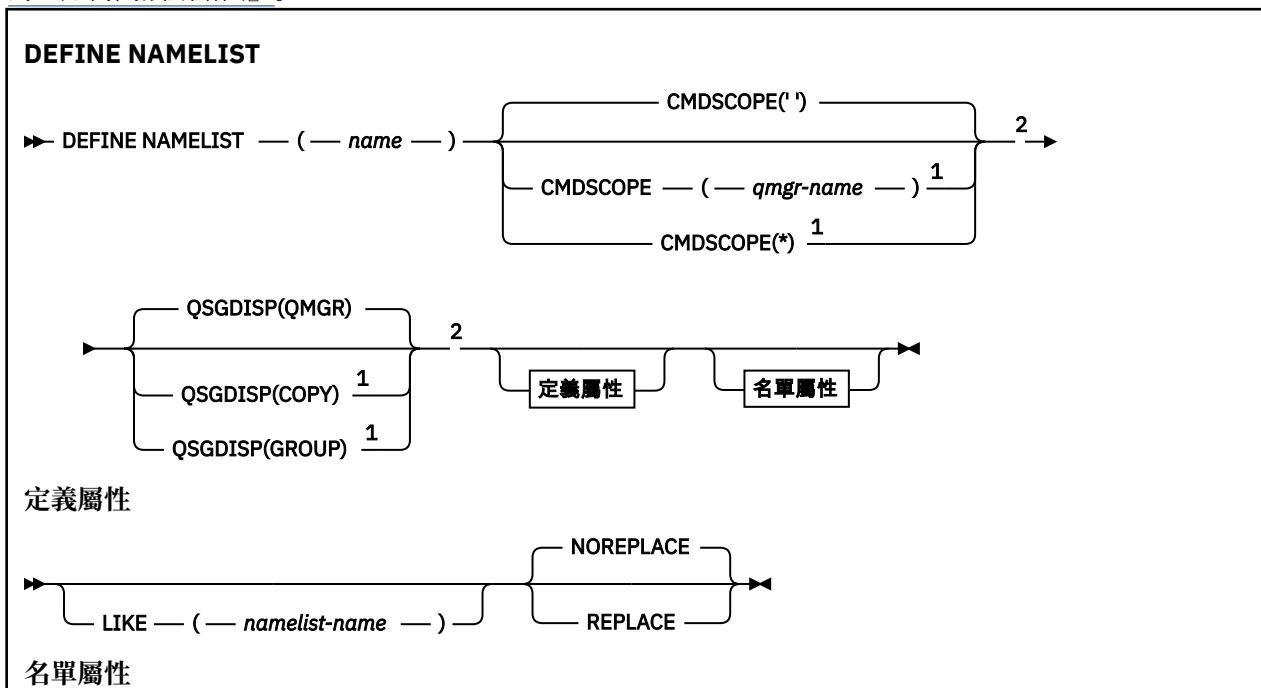 DEFINE NAMELIST
CMDSCOPE(' ')
DEFINE NAMELIST ( name ) 2
CMDSCOPE ( qmgr-name ) 1
CMDSCOPE(*) 1
QSGDISP(QMGR)
2
QSGDISP(COPY) 1
定義屬性 名單屬性
QSGDISP(GROUP) 1
定義屬性
NOREPLACE
LIKE ( namelist-name ) REPLACE
名單屬性